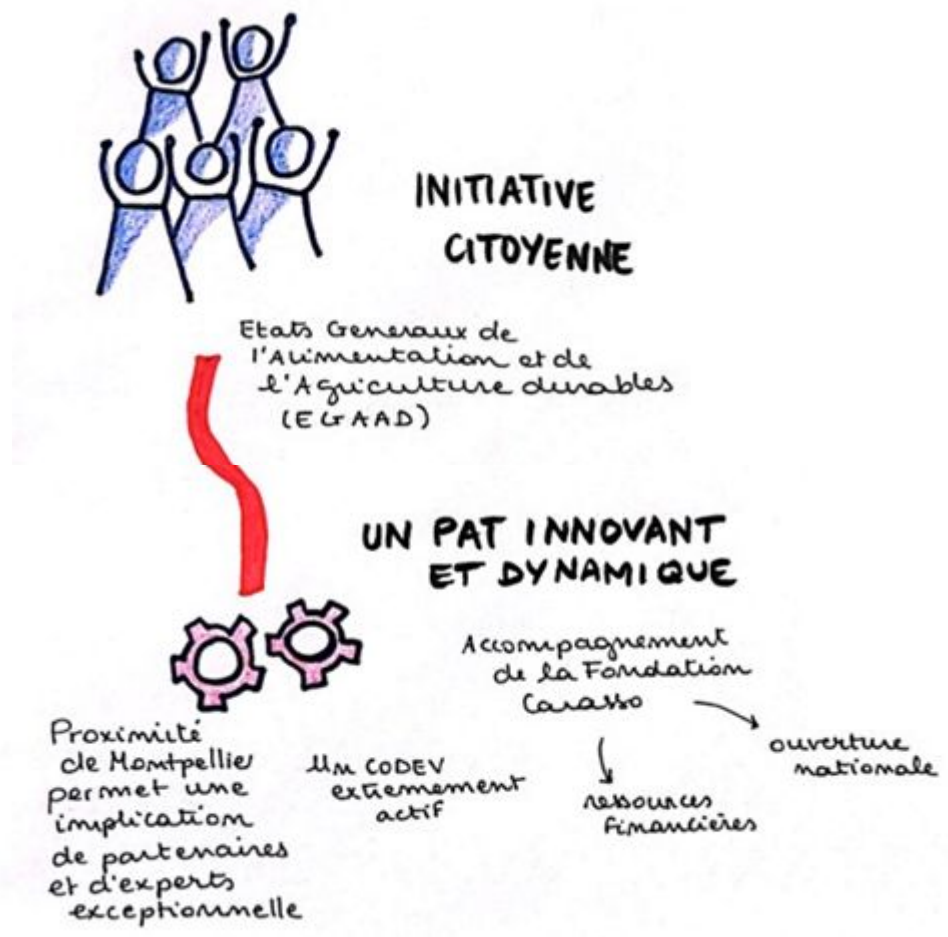 INITIATIVE
CITOYENNE
Etats Generaux de
l'Alimentation et de
l'Agriculture durables
(EGAAD)
UN PAT INNOVANT
ET DYNAMIQUE
Accompagnement
de la Fondation
Carasso
ouverture
nationale
ressources
financières
Un CODEV
extremement
actif
Proximité
de Montpellier
permet une
implication
de partenaires
et d'experts
exceptionnelle